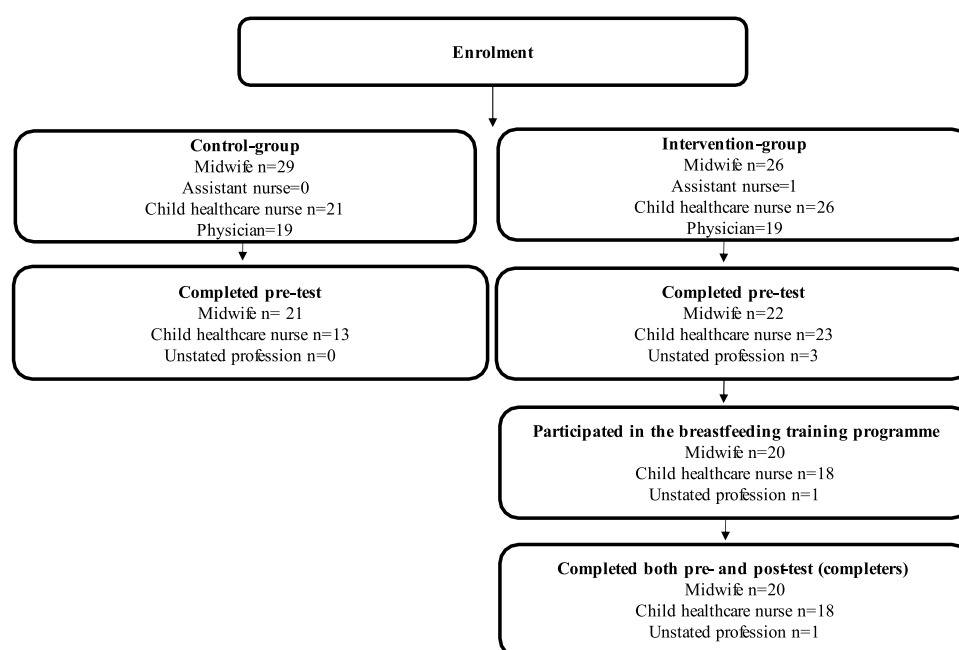 Enrolment
Control-group
Midwife n=29
Assistant nurse=0
Child healthcare nurse n=21
Physician=19
Intervention-group
Midwife n=26
Assistant nurse=1
Child healthcare nurse n=26
Physician=19
Completed pre-test
Midwife n= 21
Child healthcare nurse n=13
Unstated profession n=0
Completed pre-test
Midwife n=22
Child healthcare nurse n=23
Unstated profession n=3
Participated in the breastfeeding training programme
Midwife n=20
Child healthcare nurse n=18
Unstated profession n=1
Completed both pre- and post-test (completers)
Midwife n=20
Child healthcare nurse n=18
Unstated profession n=1